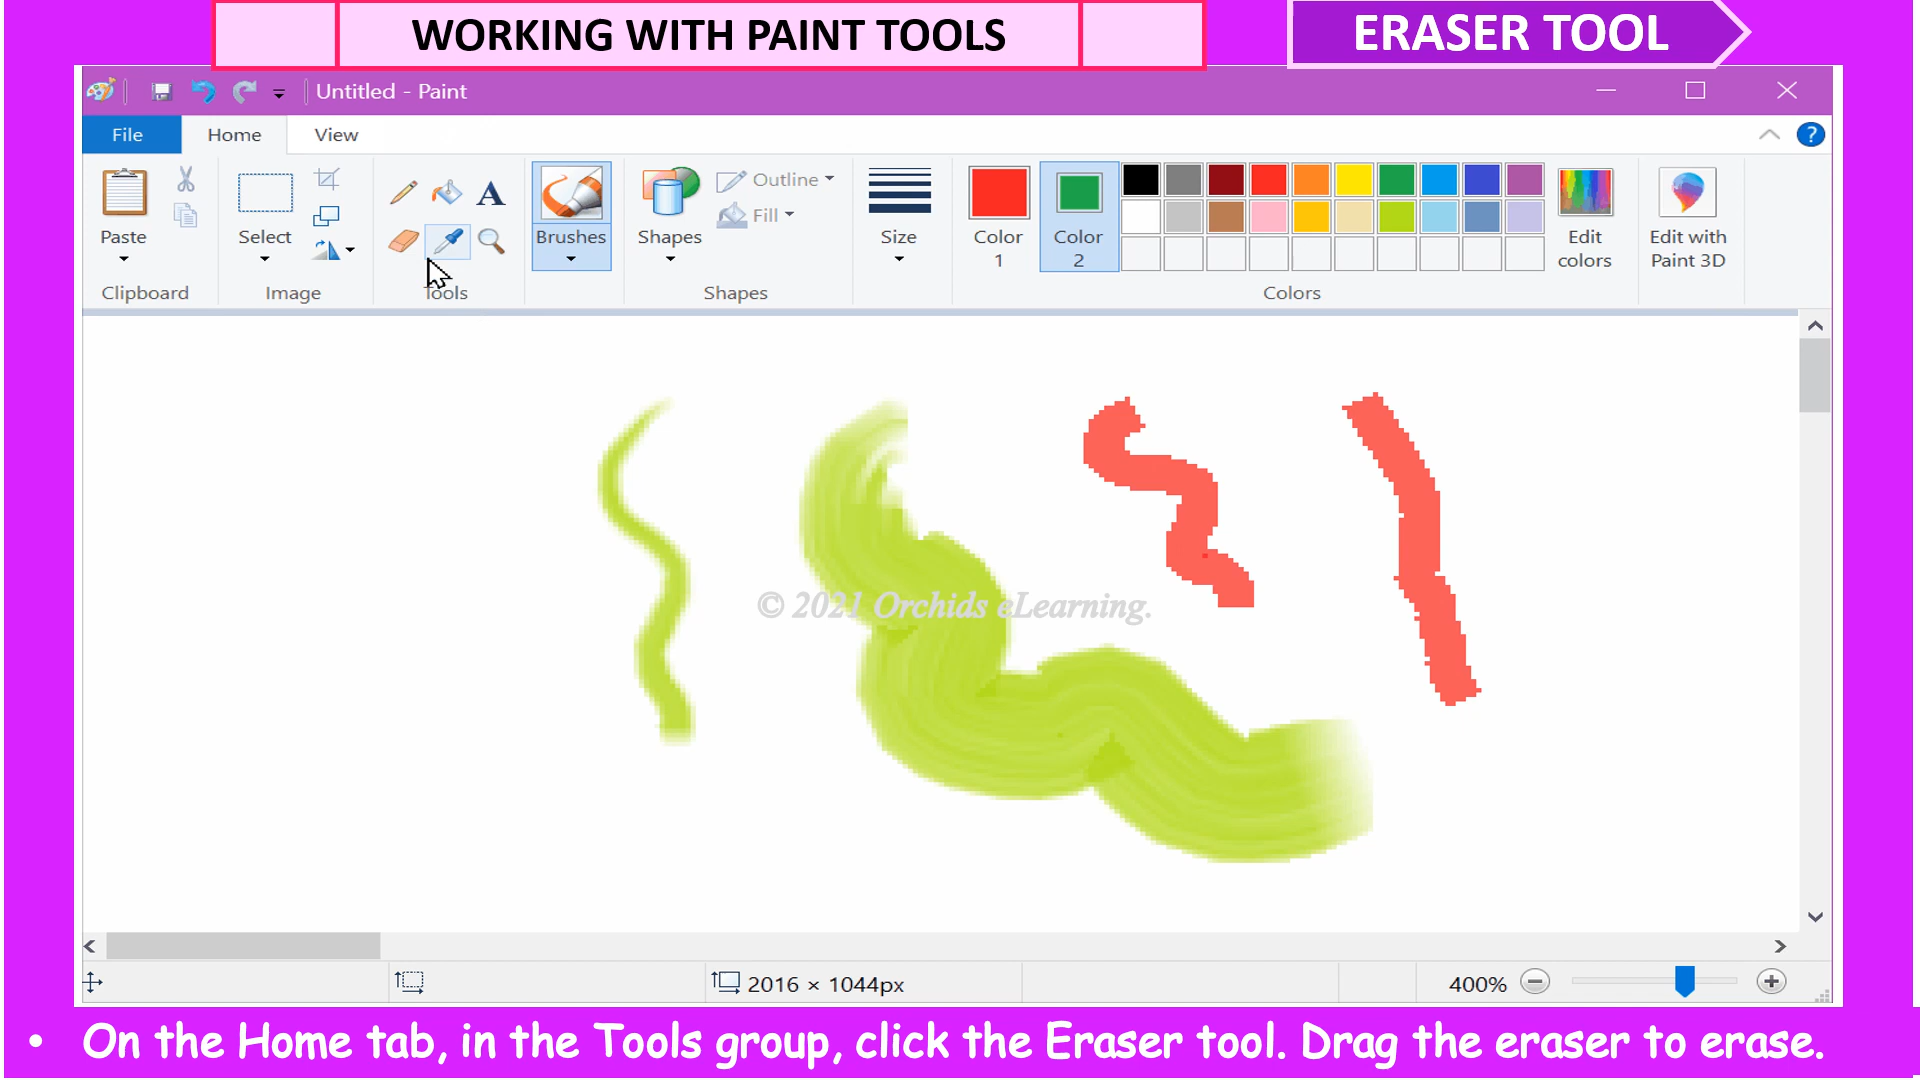 WORKING WITH PAINT TOOLS
ERASER TOOL
Untitled - Paint
File Home View
?
Outline
Fill
A
Paste Select Brushes Shapes Size Color 1 Color 2 Edit colors Edit with Paint 3D
Clipboard Image Tools Shapes Colors
© 2021 Orchids eLearning.
2016 × 1044px 400%
• On the Home tab, in the Tools group, click the Eraser tool. Drag the eraser to erase.